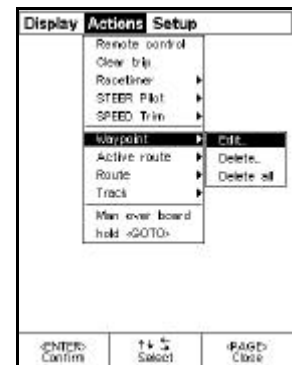 Display Actions Setup
Remote control
Clear trip
Racetimer
STEER Pilot
SPEED Trim
Waypoint
Edit..
Active route
Delete..
Route
Delete all
Track
Man over board
hold <GOTO>
<ENTER>
Confirm
Select
<PAGE>
Close